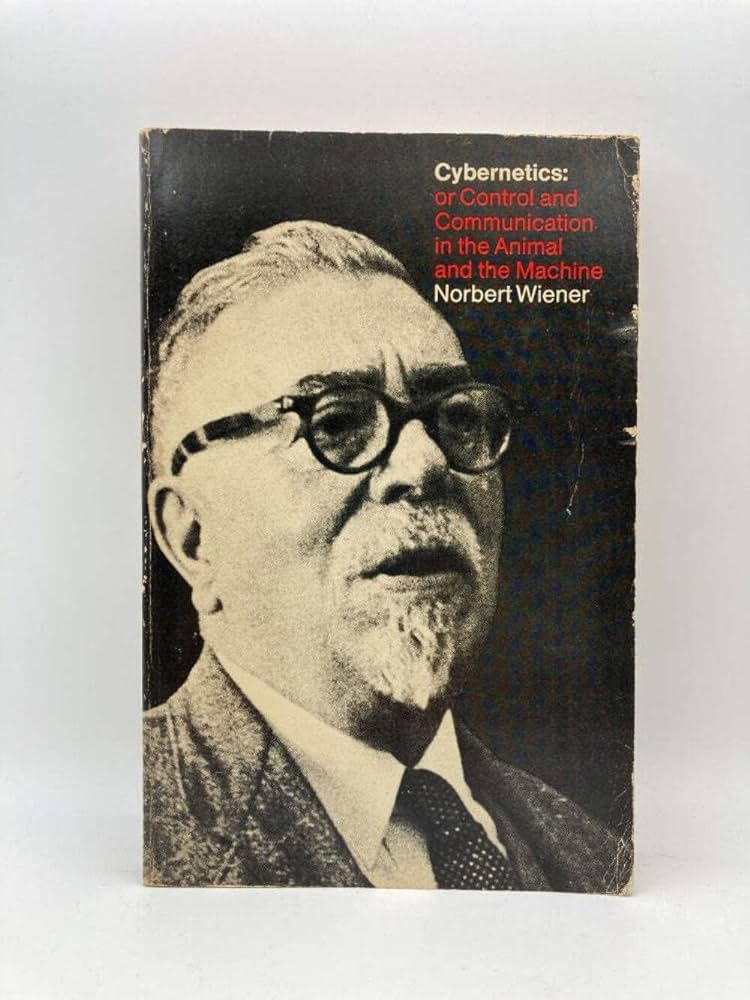 Cybernetics:
or Control and
Communication
in the Animal
and the Machine
Norbert Wiener